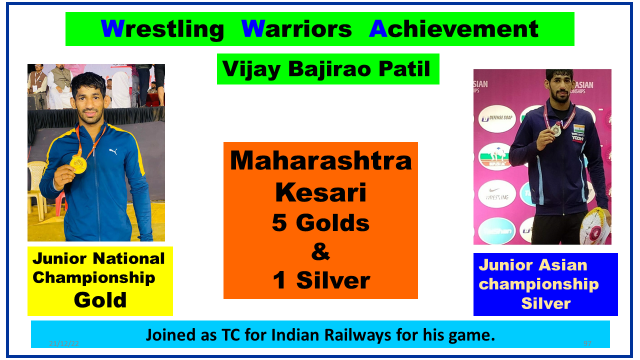 Wrestling Warriors Achievement
Vijay Bajirao Patil
Maharashtra
Kesari
5 Golds
&
1 Silver
Junior National
Championship
Gold
Junior Asian
championship
Silver
Joined as TC for Indian Railways for his game.